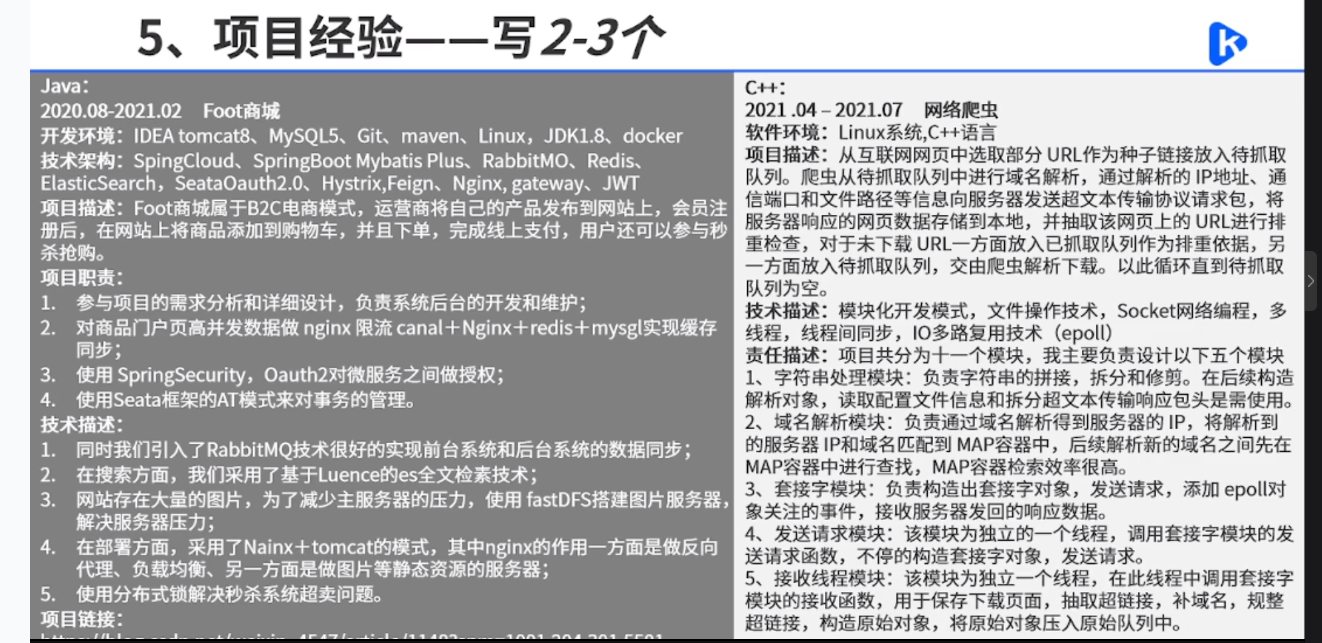 5、项目经验——写2-3个
Java：
2020.08-2021.02 Foot商城
开发环境：IDEA tomcat8、MySQL5、Git、maven、Linux，JDK1.8、docker
技术架构：SpingCloud、SpringBoot Mybatis Plus、RabbitMO、Redis、
ElasticSearch，SeataOauth2.0、Hystrix,Feign、Nginx, gateway、JWT
项目描述：Foot商城属于B2C电商模式，运营商将自己的产品发布到网站上，会员注
册后，在网站上将商品添加到购物车，并且下单，完成线上支付，用户还可以参与秒
杀抢购。
项目职责：
1. 参与项目的需求分析和详细设计，负责系统后台的开发和维护；
2. 对商品门户页高并发数据做 nginx 限流 canal＋Nginx＋redis＋mysgl实现缓存
同步；
3. 使用 SpringSecurity，Oauth2对微服务之间做授权；
4. 使用Seata框架的AT模式来对事务的管理。
技术描述：
1. 同时我们引入了RabbitMQ技术很好的实现前台系统和后台系统的数据同步；
2. 在搜索方面，我们采用了基于Luence的es全文检素技术；
3. 网站存在大量的图片，为了减少主服务器的压力，使用 fastDFS搭建图片服务器，
解决服务器压力；
4. 在部署方面，采用了Nainx＋tomcat的模式，其中nginx的作用一方面是做反向
代理、负载均衡、另一方面是做图片等静态资源的服务器；
5. 使用分布式锁解决秒杀系统超卖问题。
项目链接：
C++：
2021 .04 – 2021.07 网络爬虫
软件环境：Linux系统,C++语言
项目描述：从互联网网页中选取部分 URL作为种子链接放入待抓取
队列。爬虫从待抓取队列中进行域名解析，通过解析的 IP地址、通
信端口和文件路径等信息向服务器发送超文本传输协议请求包，将
服务器响应的网页数据存储到本地，并抽取该网页上的 URL进行排
重检查，对于未下载 URL一方面放入已抓取队列作为排重依据，另
一方面放入待抓取队列，交由爬虫解析下载。以此循环直到待抓取
队列为空。
技术描述：模块化开发模式，文件操作技术，Socket网络编程，多
线程，线程间同步，IO多路复用技术（epoll）
责任描述：项目共分为十一个模块，我主要负责设计以下五个模块
1、字符串处理模块：负责字符串的拼接，拆分和修剪。在后续构造
解析对象，读取配置文件信息和拆分超文本传输响应包头是需使用。
2、域名解析模块：负责通过域名解析得到服务器的 IP，将解析到
的服务器 IP和域名匹配到 MAP容器中，后续解析新的域名之间先在
MAP容器中进行查找，MAP容器检索效率很高。
3、套接字模块：负责构造出套接字对象，发送请求，添加 epoll对
象关注的事件，接收服务器发回的响应数据。
4、发送请求模块：该模块为独立的一个线程，调用套接字模块的发
送请求函数，不停的构造套接字对象，发送请求。
5、接收线程模块：该模块为独立一个线程，在此线程中调用套接字
模块的接收函数，用于保存下载页面，抽取超链接，补域名，规整
超链接，构造原始对象，将原始对象压入原始队列中。